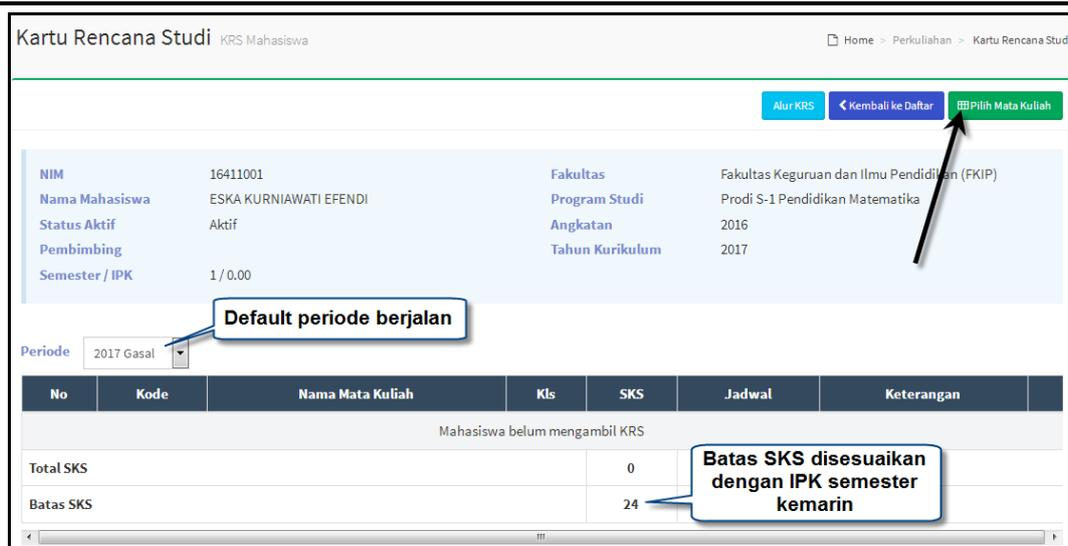 Kartu Rencana Studi KRS Mahasiswa
Home > Perkuliahan > Kartu Rencana Stud
Alur KRS Kembali ke Daftar Pilih Mata Kuliah
NIM 16411001 Fakultas Fakultas Keguruan dan Ilmu Pendidikan (FKIP)
Nama Mahasiswa ESKA KURNIAWATI EFENDI Program Studi Prodi S-1 Pendidikan Matematika
Status Aktif Aktif Angkatan 2016
Pembimbing Tahun Kurikulum 2017
Semester / IPK 1 / 0.00
Default periode berjalan
Periode 2017 Gasal
No Kode Nama Mata Kuliah Kls SKS Jadwal Keterangan
Mahasiswa belum mengambil KRS
Total SKS 0
Batas SKS 24
Batas SKS disesuaikan
dengan IPK semester
kemarin